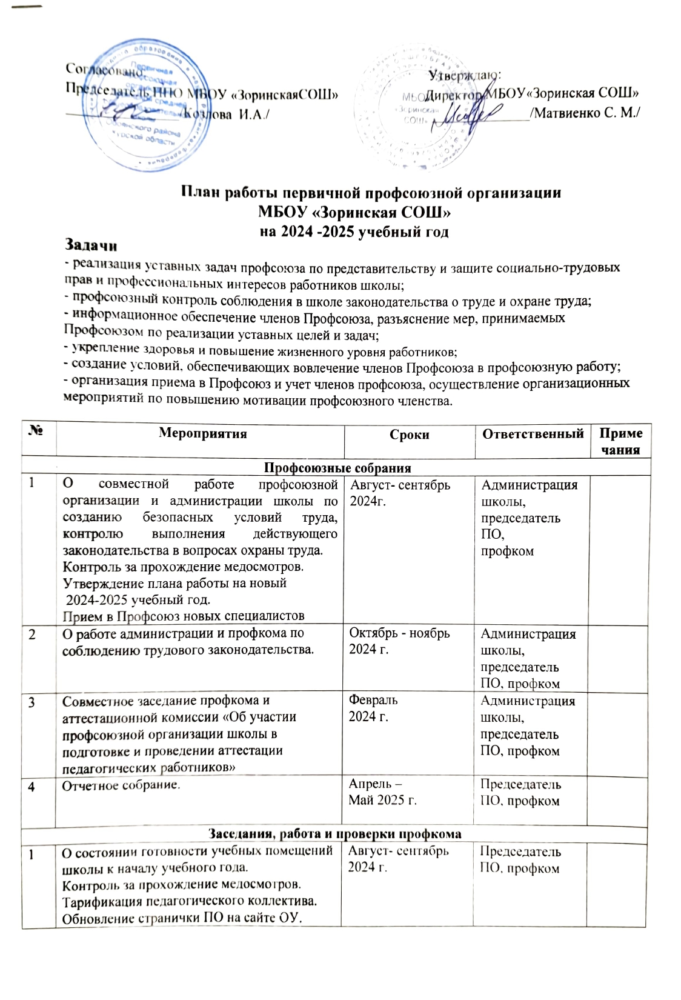 Согласовано:
Председатель ППО МБОУ «ЗоринскаяСОШ»
/Козлова И.А./
Утверждаю:
Директор МБОУ«Зоринская СОШ»
/Матвиенко С. М./
Первичная
Обоянского района
Курской области
МБОУ
«Зоринская
СОШ»
План работы первичной профсоюзной организации
МБОУ «Зоринская СОШ»
на 2024 -2025 учебный год
Задачи
- реализация уставных задач профсоюза по представительству и защите социально-трудовых
прав и профессиональных интересов работников школы;
- профсоюзный контроль соблюдения в школе законодательства о труде и охране труда;
- информационное обеспечение членов Профсоюза, разъяснение мер, принимаемых
Профсоюзом по реализации уставных целей и задач;
- укрепление здоровья и повышение жизненного уровня работников;
- создание условий, обеспечивающих вовлечение членов Профсоюза в профсоюзную работу;
- организация приема в Профсоюз и учет членов профсоюза, осуществление организационных
мероприятий по повышению мотивации профсоюзного членства.
№ Мероприятия Сроки Ответственный Приме
чания
Профсоюзные собрания
1 О совместной работе профсоюзной
организации и администрации школы по
созданию безопасных условий труда,
контролю выполнения действующего
законодательства в вопросах охраны труда.
Контроль за прохождение медосмотров.
Утверждение плана работы на новый
2024-2025 учебный год.
Прием в Профсоюз новых специалистов
Август- сентябрь
2024г.
Администрация
школы,
председатель
ПО,
профком
2 О работе администрации и профкома по
соблюдению трудового законодательства.
Октябрь - ноябрь
2024 г.
Администрация
школы,
председатель
ПО, профком
3 Совместное заседание профкома и
аттестационной комиссии «Об участии
профсоюзной организации школы в
подготовке и проведении аттестации
педагогических работников»
Февраль
2024 г.
Администрация
школы,
председатель
ПО, профком
4 Отчетное собрание.
Апрель –
Май 2025 г.
Председатель
ПО, профком
Заседания, работа и проверки профкома
1 О состоянии готовности учебных помещений
школы к началу учебного года.
Контроль за прохождение медосмотров.
Тарификация педагогического коллектива.
Обновление странички ПО на сайте ОУ.
Август- сентябрь
2024 г.
Председатель
ПО, профком